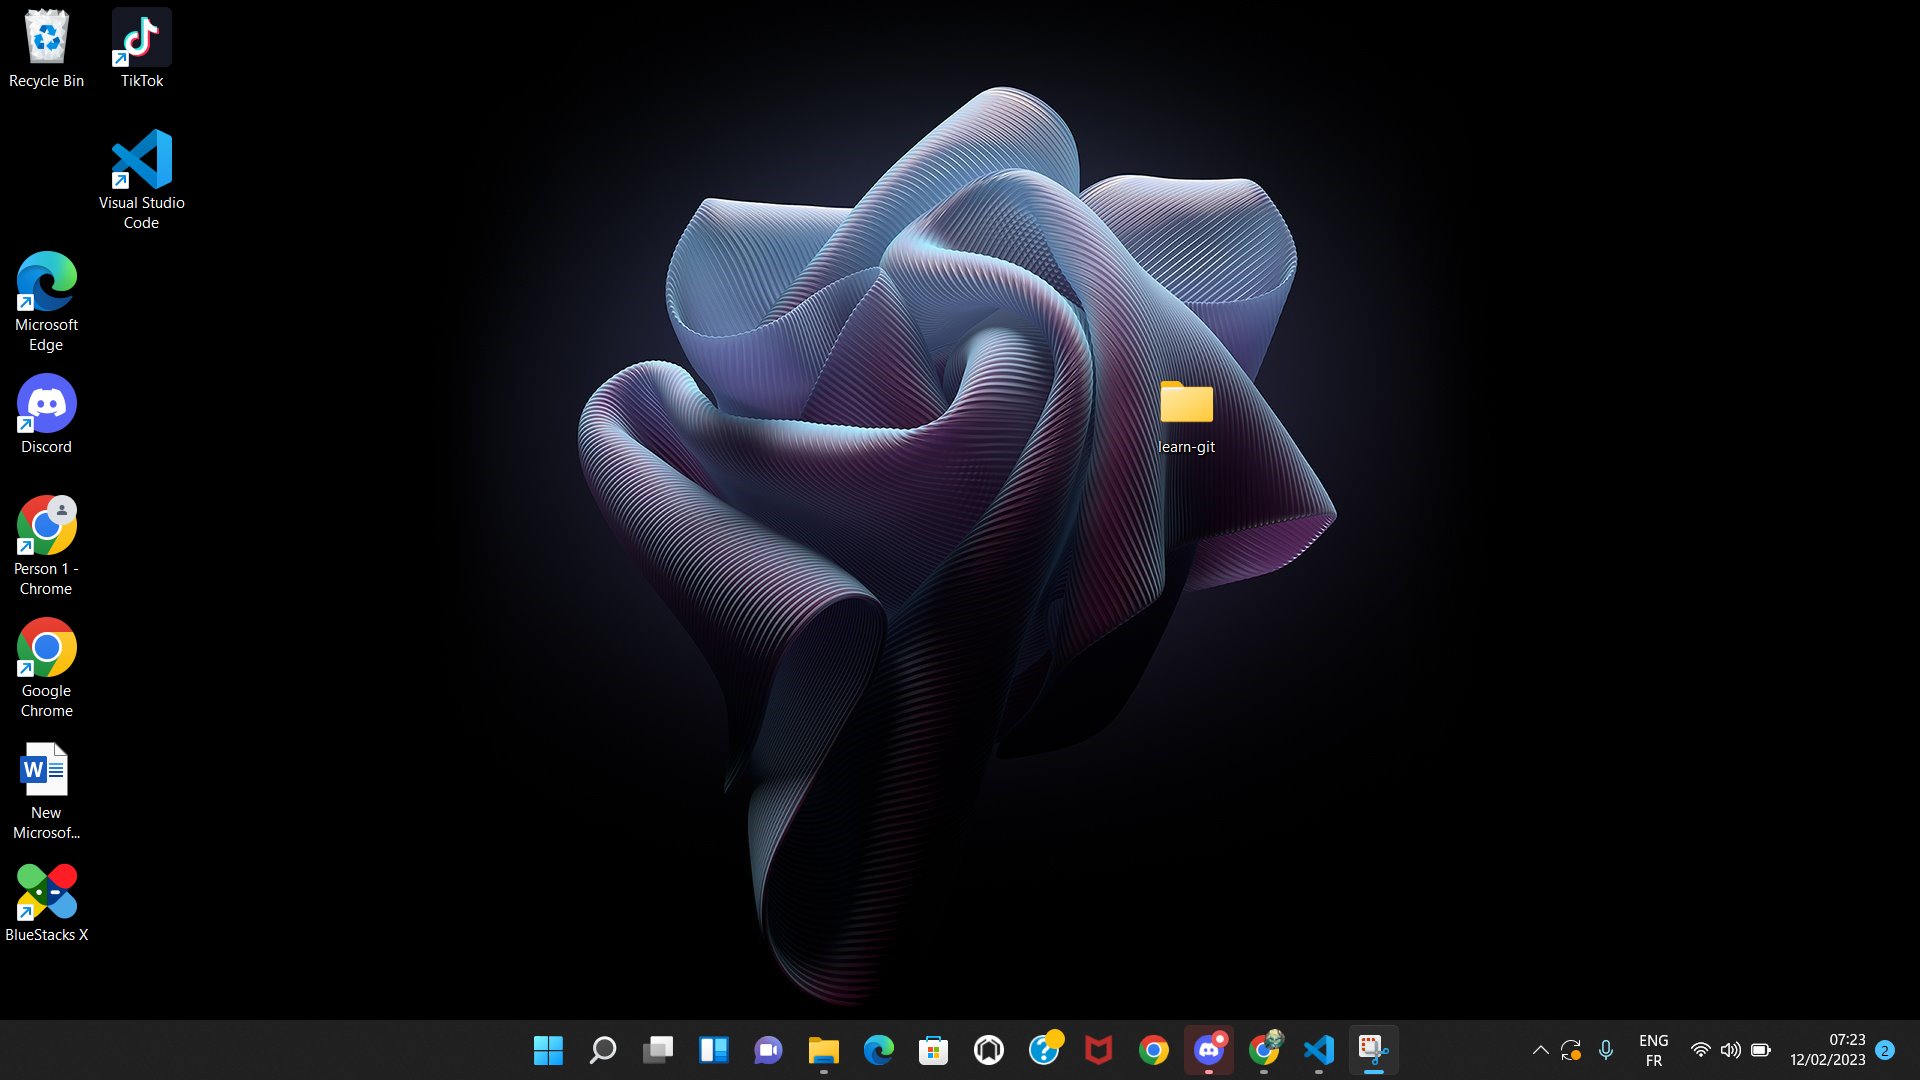 Recycle Bin
TikTok
Visual Studio
Code
Microsoft
Edge
Discord
Person 1 -
Chrome
Google
Chrome
W
New
Microsof...
BlueStacks X
learn-git
?
ENG
FR
07:23
12/02/2023
2